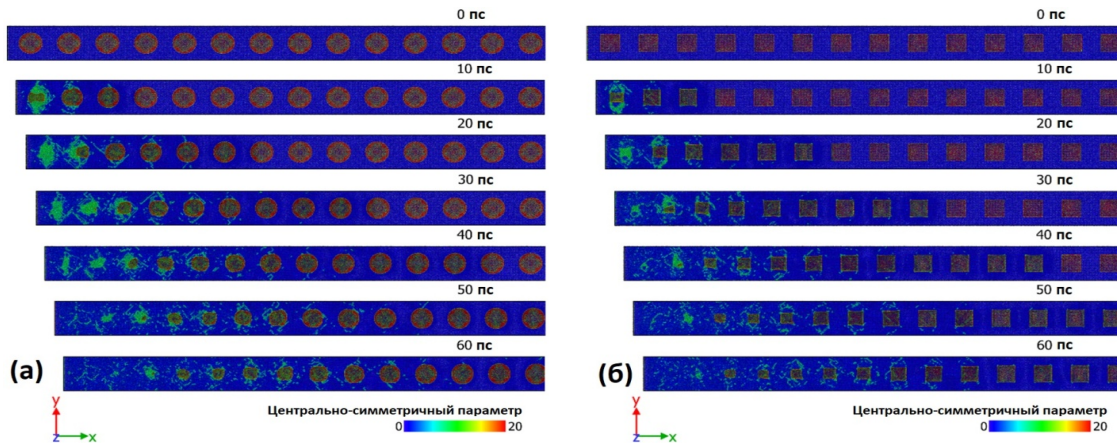 0 пс
10 пс
20 пс
30 пс
40 пс
50 пс
60 пс
(а)
y
z x
Центрально-симметричный параметр
0 20
0 пс
10 пс
20 пс
30 пс
40 пс
50 пс
60 пс
(б)
y
z x
Центрально-симметричный параметр
0 20